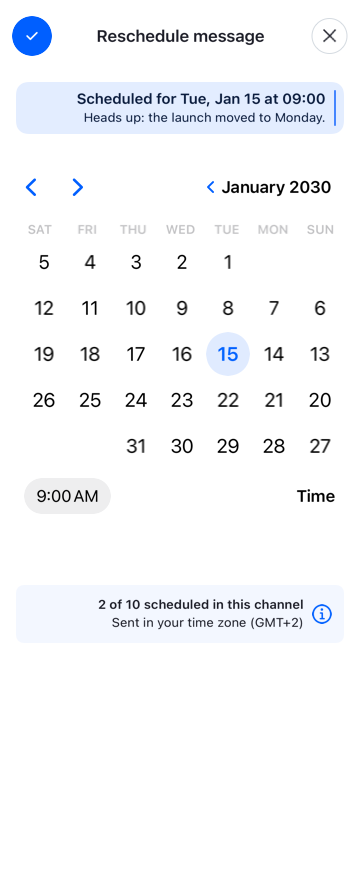 Reschedule message
Scheduled for Tue, Jan 15 at 09:00
Heads up: the launch moved to Monday.
January 2030
SUN MON TUE WED THU FRI SAT
1 2 3 4 5
6 7 8 9 10 11 12
13 14 15 16 17 18 19
20 21 22 23 24 25 26
27 28 29 30 31
Time 9:00 AM
2 of 10 scheduled in this channel
Sent in your time zone (GMT+2)